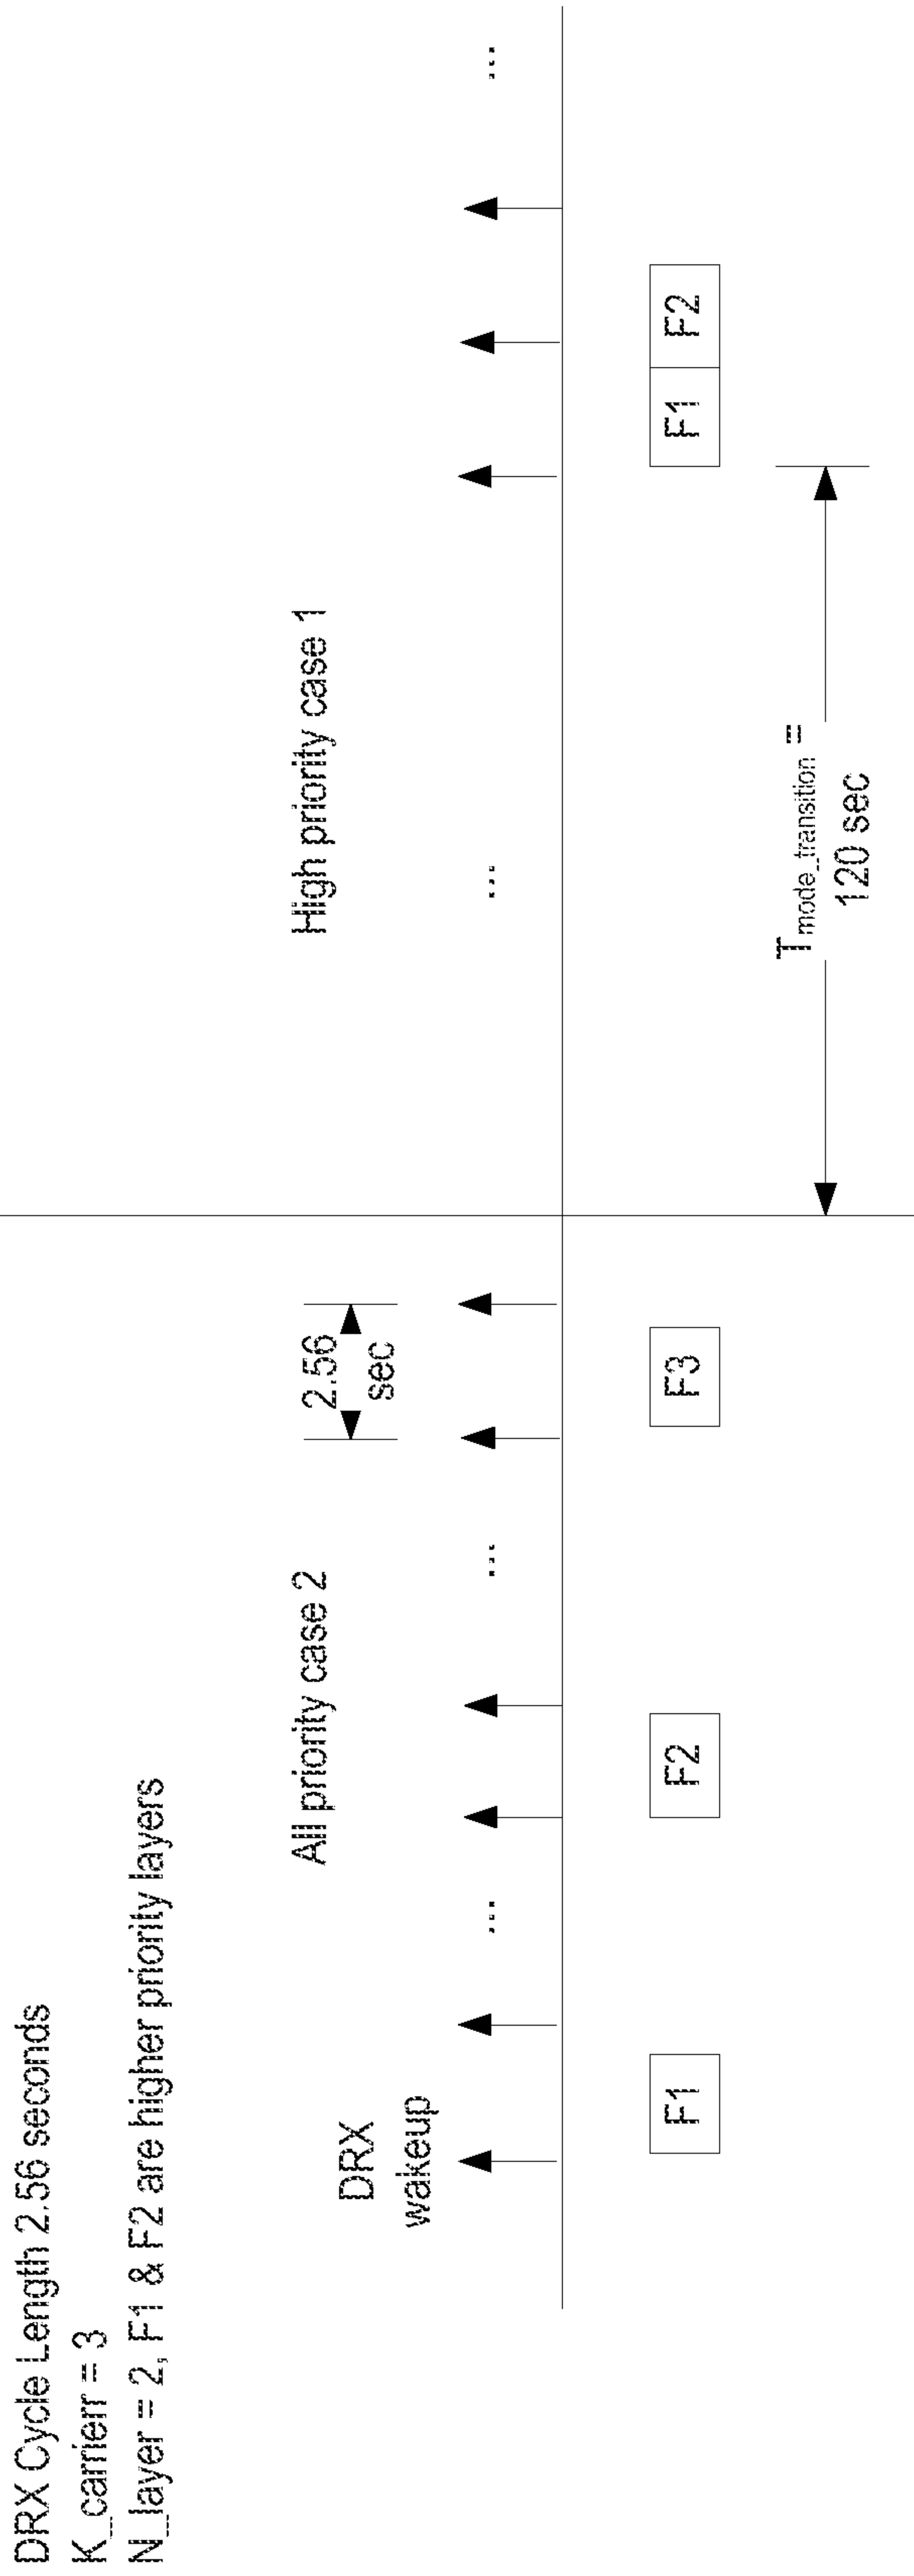 DRX Cycle Length 2.56 seconds
K_carrierr = 3
N_layer = 2, F1 & F2 are higher priority layers
All priority case 2
High priority case 1
DRX
wakeup
2.56
sec
...
...
...
...
F1
F2
F3
F1
F2
Tmode_transition =
120 sec